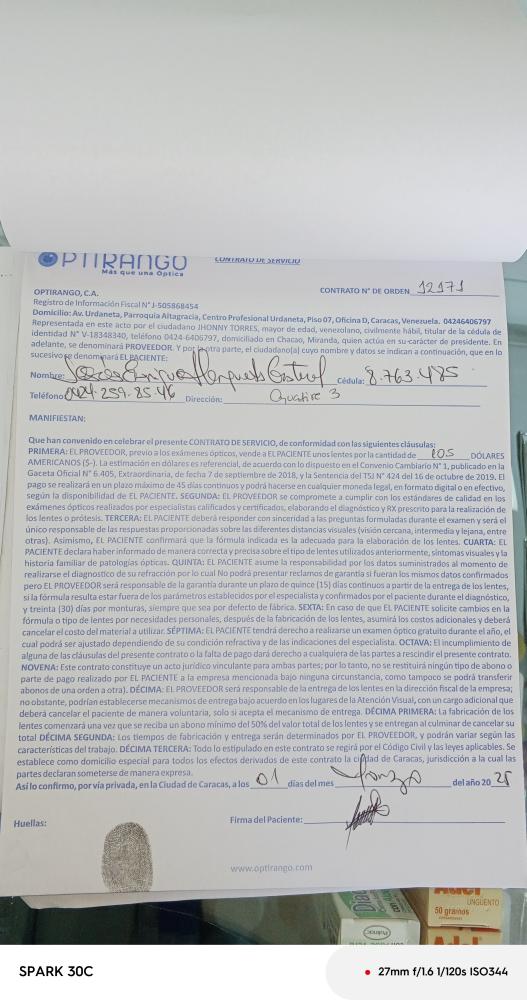 OPTIRANGO
Más que una Óptica
CONTRATO DE SERVICIO
CONTRATO N° DE ORDEN 12171
OPTIRANGO, C.A.
Registro de Información Fiscal N° J-505868454
Domicilio: Av. Urdaneta, Parroquia Altagracia, Centro Profesional Urdaneta, Piso 07, Oficina D, Caracas, Venezuela. 04246406797
Representada en este acto por el ciudadano JHONNY TORRES, mayor de edad, venezolano, civilmente hábil, titular de la cédula de
identidad N° V-18348340, teléfono 0424-6406797, domiciliado en Chacao, Miranda, quien actúa en su carácter de presidente. En
adelante, se denominará PROVEEDOR. Y por la otra parte, el ciudadano(a) cuyo nombre y datos se indican a continuación, que en lo
sucesivo se denominará EL PACIENTE:
Nombre: Cédula: 8.763.485
Teléfono: 0424.259.25.46 Dirección: Guatire 3
MANIFIESTAN:
Que han convenido en celebrar el presente CONTRATO DE SERVICIO, de conformidad con las siguientes cláusulas:
PRIMERA: EL PROVEEDOR, previo a los exámenes ópticos, vende a EL PACIENTE unos lentes por la cantidad de 105 DÓLARES
AMERICANOS ($-). La estimación en dólares es referencial, de acuerdo con lo dispuesto en el Convenio Cambiario N° 1, publicado en la
Gaceta Oficial N° 6.405, Extraordinaria, de fecha 7 de septiembre de 2018, y la Sentencia del TSJ N° 424 del 16 de octubre de 2019. El
pago se realizará en un plazo máximo de 45 días continuos y podrá hacerse en cualquier moneda legal, en formato digital o en efectivo,
según la disponibilidad de EL PACIENTE. SEGUNDA: EL PROVEEDOR se compromete a cumplir con los estándares de calidad en los
exámenes ópticos realizados por especialistas calificados y certificados, elaborando el diagnóstico y RX prescrito para la realización de
los lentes o prótesis. TERCERA: EL PACIENTE deberá responder con sinceridad a las preguntas formuladas durante el examen y será el
único responsable de las respuestas proporcionadas sobre las diferentes distancias visuales (visión cercana, intermedia y lejana, entre
otras). Asimismo, EL PACIENTE confirmará que la fórmula indicada es la adecuada para la elaboración de los lentes. CUARTA: EL
PACIENTE declara haber informado de manera correcta y precisa sobre el tipo de lentes utilizados anteriormente, síntomas visuales y la
historia familiar de patologías ópticas. QUINTA: EL PACIENTE asume la responsabilidad por los datos suministrados al momento de
realizarse el diagnostico de su refracción por lo cual No podrá presentar reclamos de garantía si fueran los mismos datos confirmados
pero EL PROVEEDOR será responsable de la garantía durante un plazo de quince (15) días continuos a partir de la entrega de los lentes,
si la fórmula resulta estar fuera de los parámetros establecidos por el especialista y confirmados por el paciente durante el diagnóstico,
y treinta (30) días por monturas, siempre que sea por defecto de fábrica. SEXTA: En caso de que EL PACIENTE solicite cambios en la
fórmula o tipo de lentes por necesidades personales, después de la fabricación de los lentes, asumirá los costos adicionales y deberá
cancelar el costo del material a utilizar. SÉPTIMA: EL PACIENTE tendrá derecho a realizarse un examen óptico gratuito durante el año, el
cual podrá ser ajustado dependiendo de su condición refractiva y de las indicaciones del especialista. OCTAVA: El incumplimiento de
alguna de las cláusulas del presente contrato o la falta de pago dará derecho a cualquiera de las partes a rescindir el presente contrato.
NOVENA: Este contrato constituye un acto jurídico vinculante para ambas partes; por lo tanto, no se restituirá ningún tipo de abono o
parte de pago realizado por EL PACIENTE a la empresa mencionada bajo ninguna circunstancia, como tampoco se podrá transferir
abonos de una orden a otra). DÉCIMA: EL PROVEEDOR será responsable de la entrega de los lentes en la dirección fiscal de la empresa;
no obstante, podrían establecerse mecanismos de entrega bajo acuerdo en los lugares de la Atención Visual, con un cargo adicional que
deberá cancelar el paciente de manera voluntaria, solo si acepta el mecanismo de entrega. DÉCIMA PRIMERA: La fabricación de los
lentes comenzará una vez que se reciba un abono mínimo del 50% del valor total de los lentes y se entregan al culminar de cancelar su
total DÉCIMA SEGUNDA: Los tiempos de fabricación y entrega serán determinados por EL PROVEEDOR, y podrán variar según las
características del trabajo. DÉCIMA TERCERA: Todo lo estipulado en este contrato se regirá por el Código Civil y las leyes aplicables. Se
establece como domicilio especial para todos los efectos derivados de este contrato la ciudad de Caracas, jurisdicción a la cual las
partes declaran someterse de manera expresa.
Así lo confirmo, por vía privada, en la Ciudad de Caracas, a los 01 días del mes Marzo del año 20 25
Huellas:
Firma del Paciente:
www.optirango.com
UNGÜENTO
50 gramos
SPARK 30C
27mm f/1.6 1/120s ISO344